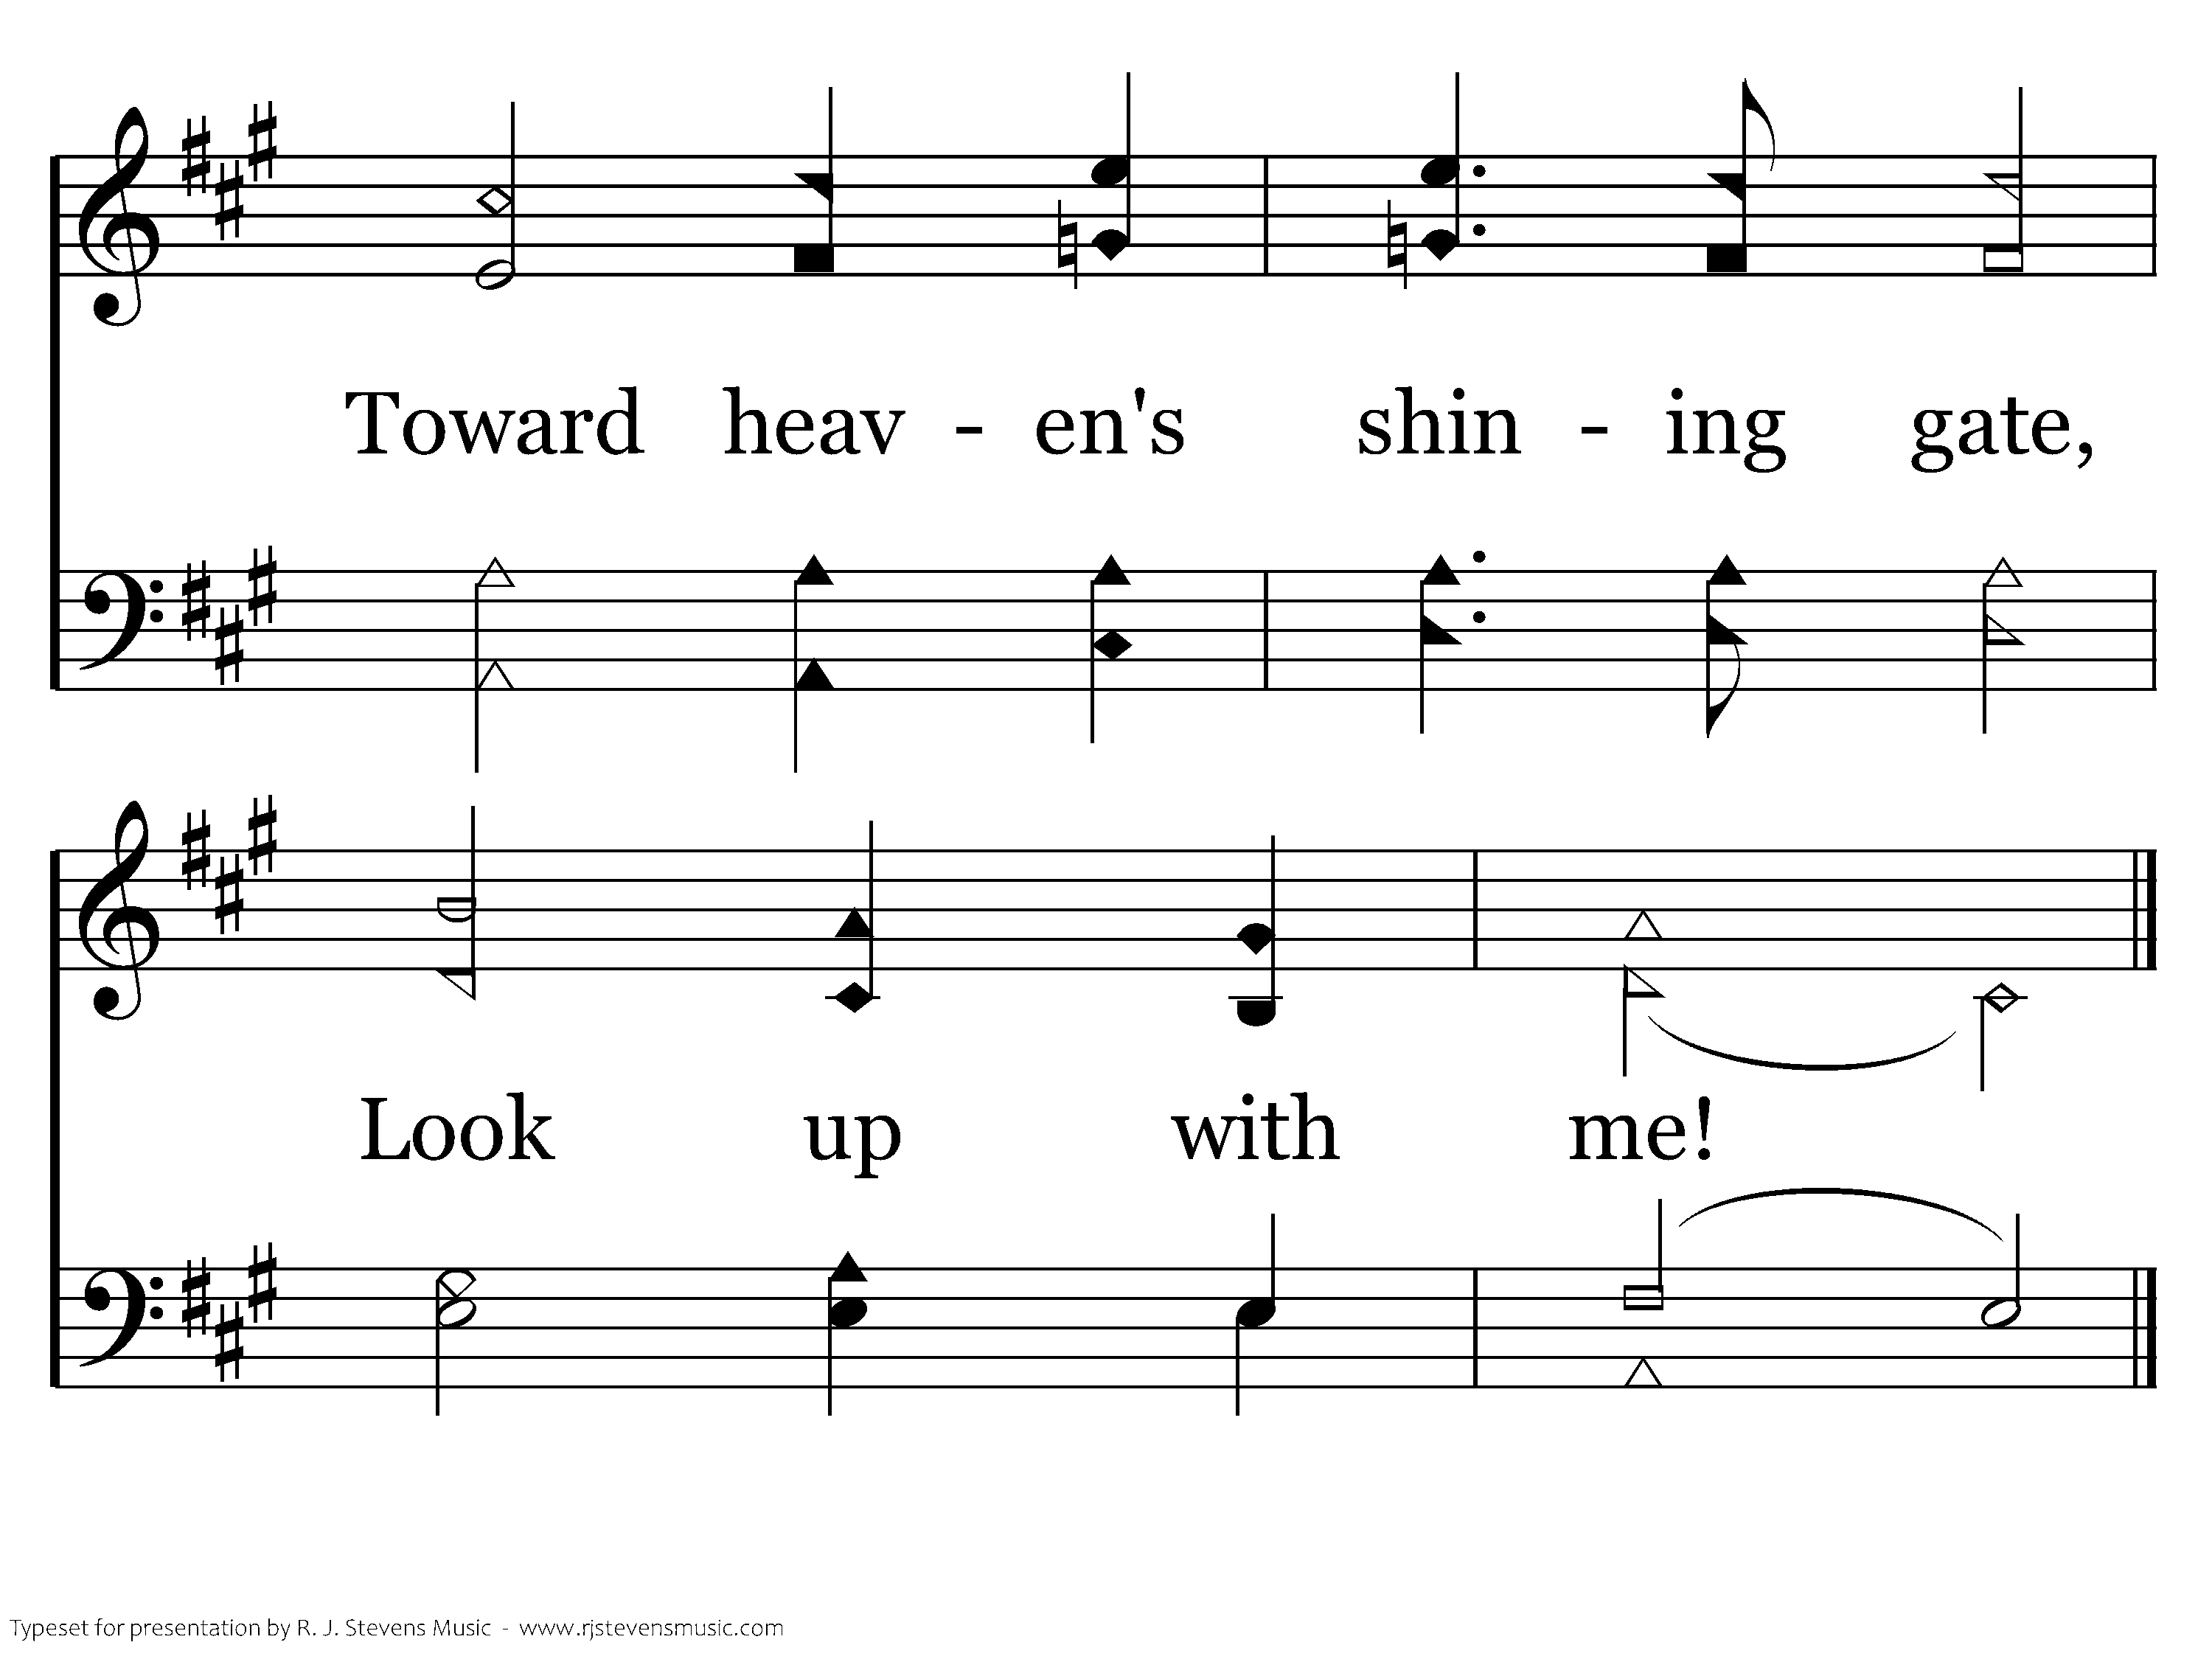 Toward heav - en's shin - ing gate,
Look up with me!
Typeset for presentation by R. J. Stevens Music - www.rjstevensmusic.com